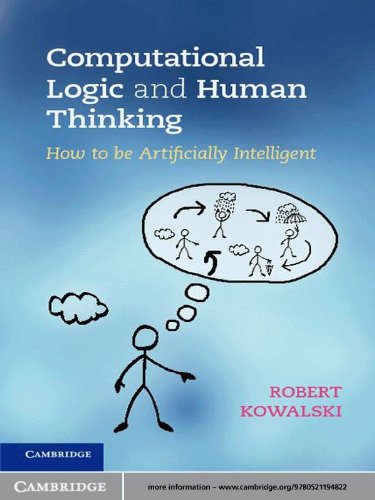 Computational
Logic and Human
Thinking
How to be Artificially Intelligent
ROBERT
KOWALSKI
CAMBRIDGE
CAMBRIDGE
more information – www.cambridge.org/9780521194822